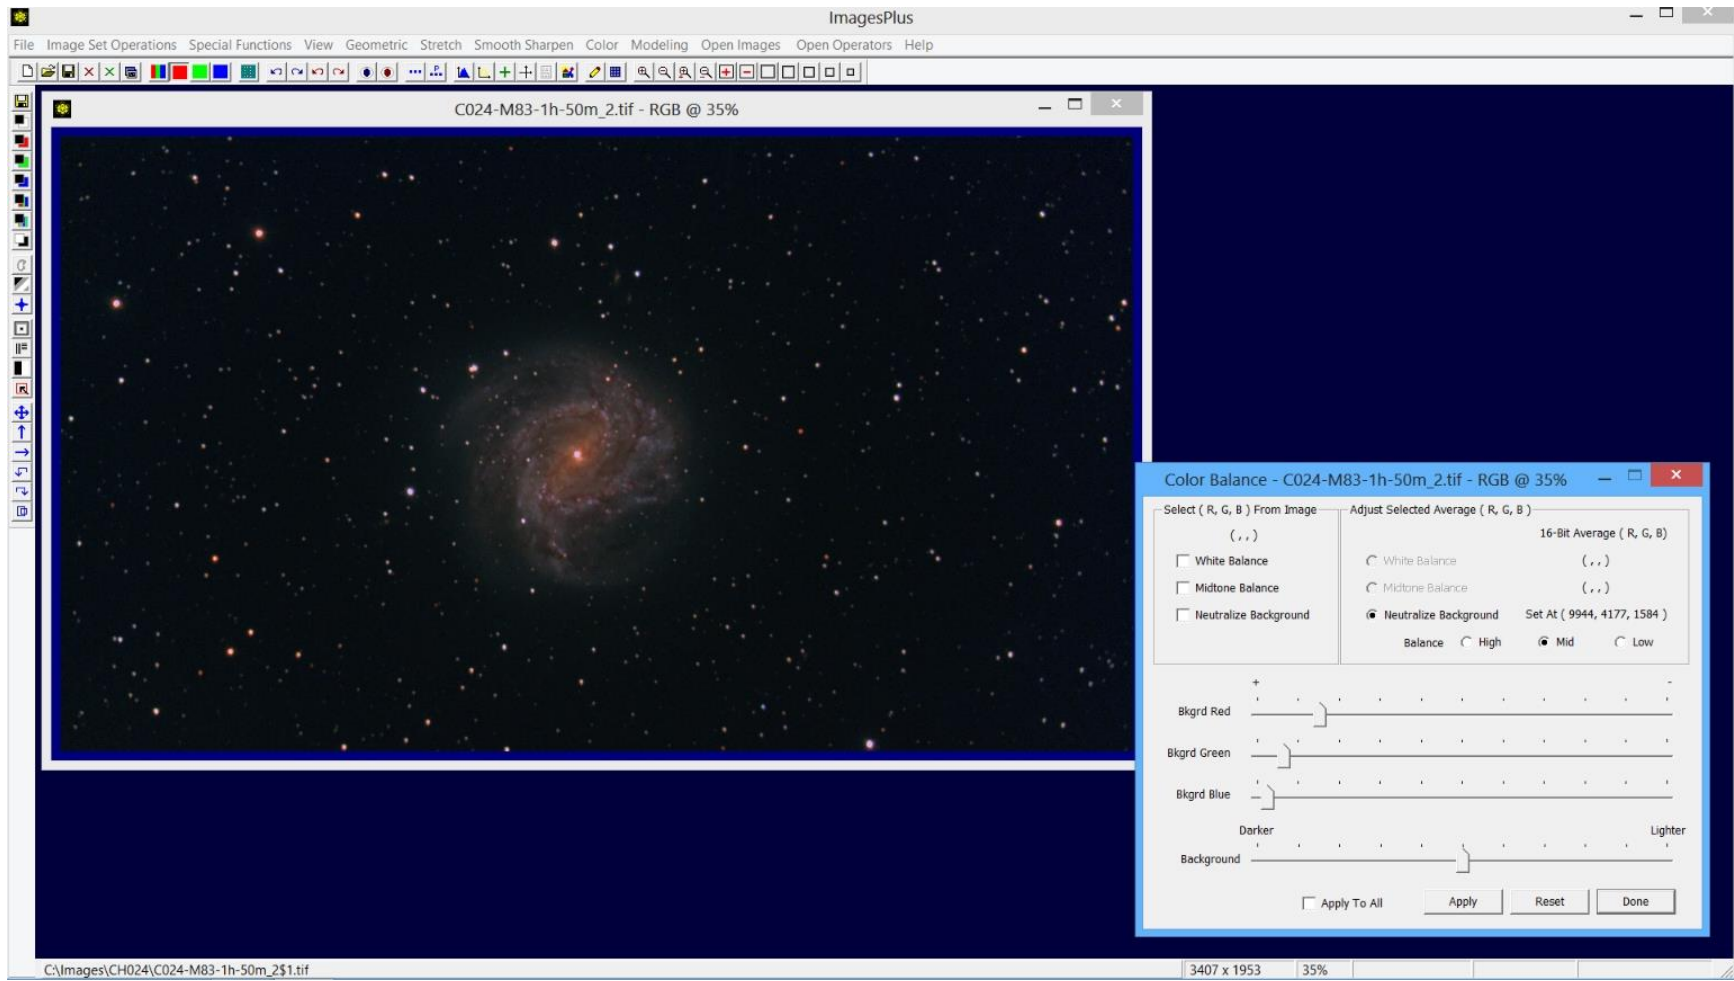 ImagesPlus
File Image Set Operations Special Functions View Geometric Stretch Smooth Sharpen Color Modeling Open Images Open Operators Help
C024-M83-1h-50m_2.tif - RGB @ 35%
Color Balance - C024-M83-1h-50m_2.tif - RGB @ 35%
Select ( R, G, B ) From Image
( , , )
White Balance
Midtone Balance
Neutralize Background
Adjust Selected Average ( R, G, B )
16-Bit Average ( R, G, B)
White Balance ( , , )
Midtone Balance ( , , )
Neutralize Background Set At ( 9944, 4177, 1584 )
Balance High Mid Low
+ -
Bkgrd Red
Bkgrd Green
Bkgrd Blue
Darker Lighter
Background
Apply To All Apply Reset Done
C:\Images\CH024\C024-M83-1h-50m_2$1.tif 3407 x 1953 35%